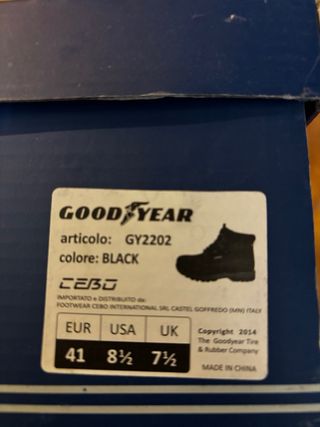 GOODYEAR
articolo: GY2202
colore: BLACK
CEBO
IMPORTATO e DISTRIBUITO da:
FOOTWEAR CEBO INTERNATIONAL SRL CASTEL GOFFREDO (MN) ITALY
EUR USA UK
41 8½ 7½
Copyright 2014
The Goodyear Tire
& Rubber Company
MADE IN CHINA